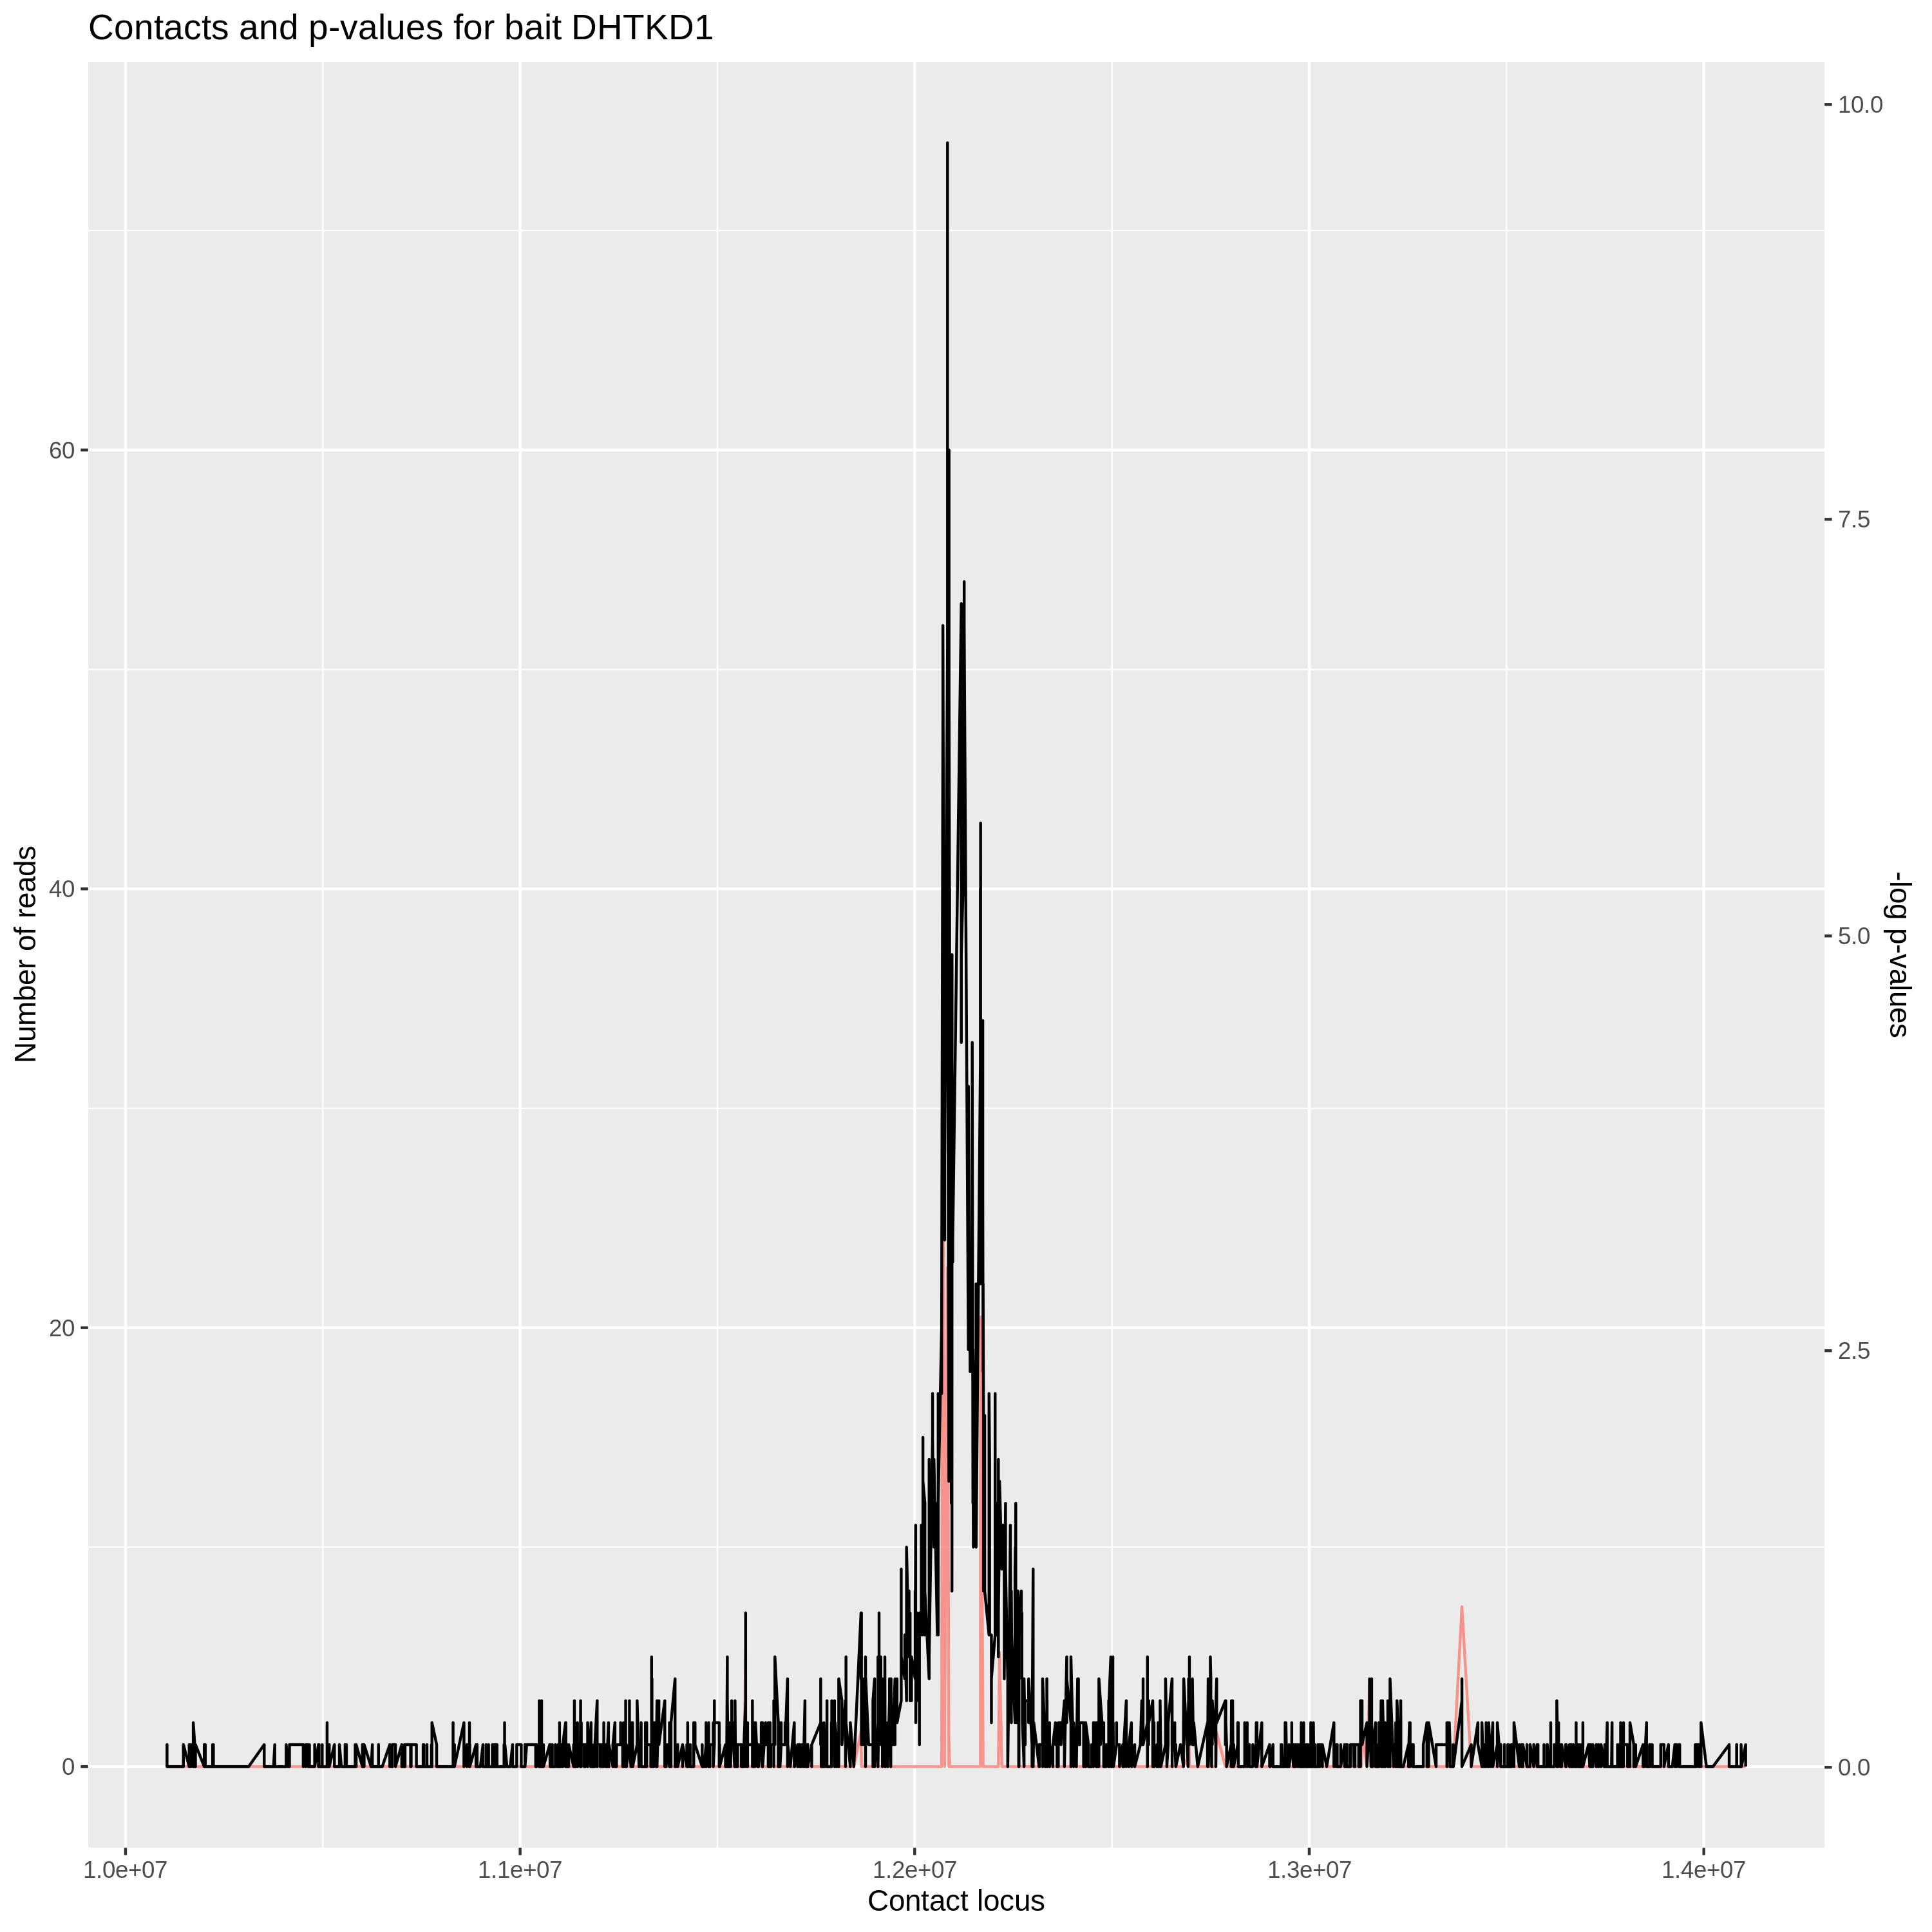 Contacts and p-values for bait DHTKD1
10.0
7.5
60
5.0
40
2.5
20
0.0
0
Number of reads
-log p-values
1.0e+07
1.1e+07
1.2e+07
1.3e+07
1.4e+07
Contact locus